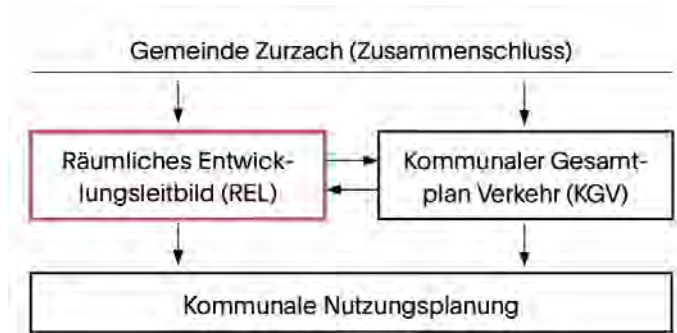 Gemeinde Zurzach (Zusammenschluss)
Räumliches Entwick-
lungsleitbild (REL)
Kommunaler Gesamt-
plan Verkehr (KGV)
Kommunale Nutzungsplanung